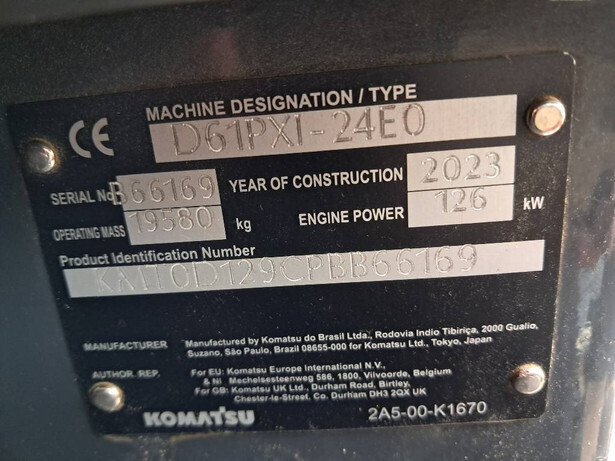 MACHINE DESIGNATION / TYPE
CE D61PXI-24E0
SERIAL No B66169 YEAR OF CONSTRUCTION 2023
OPERATING MASS 19580 kg ENGINE POWER 126 kW
Product Identification Number
KMT0D129CPBB66169
MANUFACTURER Manufactured by Komatsu do Brasil Ltda., Rodovia Indio Tibiriça, 2000 Gualio,
Suzano, São Paulo, Brazil 08655-000 for Komatsu Ltd., Tokyo, Japan
AUTHOR. REP. For EU: Komatsu Europe International N.V.,
& NI Mechelsesteenweg 586, 1800, Vilvoorde, Belgium
For GB: Komatsu UK Ltd., Durham Road, Birtley,
Chester-le-Street, Co. Durham DH3 2QX UK
KOMATSU 2A5-00-K1670